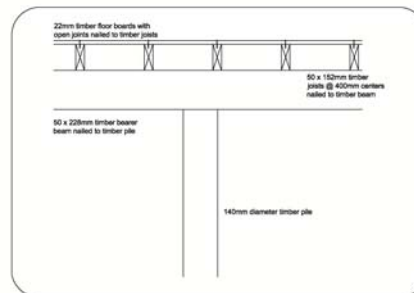 22mm timber floor boards with
open joints nailed to timber joists
50 x 152mm timber
joists @ 400mm centers
nailed to timber beam
50 x 228mm timber bearer
beam nailed to timber pile
140mm diameter timber pile